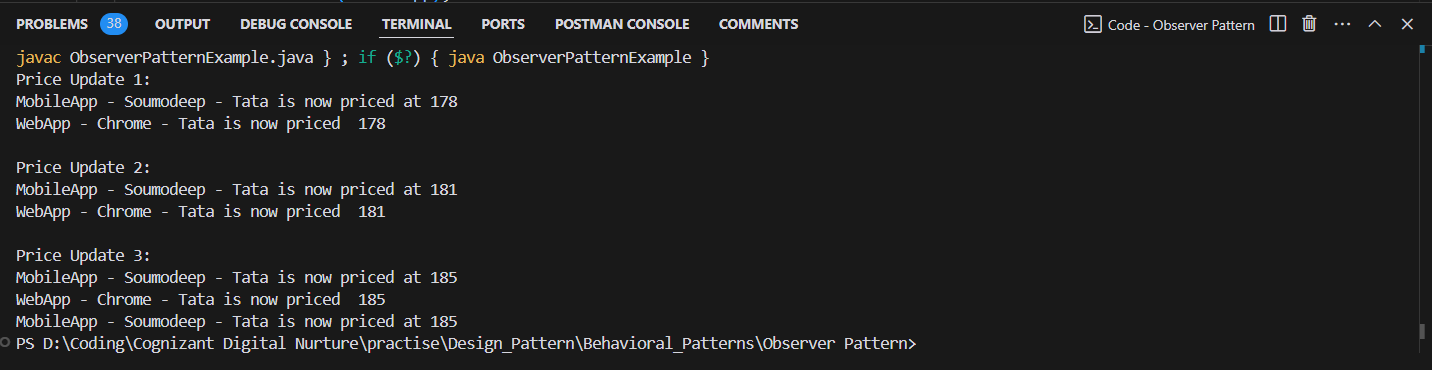 PROBLEMS 38 OUTPUT DEBUG CONSOLE TERMINAL PORTS POSTMAN CONSOLE COMMENTS Code - Observer Pattern
javac ObserverPatternExample.java } ; if ($?) { java ObserverPatternExample }
Price Update 1:
MobileApp - Soumodeep - Tata is now priced at 178
WebApp - Chrome - Tata is now priced  178

Price Update 2:
MobileApp - Soumodeep - Tata is now priced at 181
WebApp - Chrome - Tata is now priced  181

Price Update 3:
MobileApp - Soumodeep - Tata is now priced at 185
WebApp - Chrome - Tata is now priced  185
MobileApp - Soumodeep - Tata is now priced at 185
PS D:\Coding\Cognizant Digital Nurture\practise\Design_Pattern\Behavioral_Patterns\Observer Pattern>